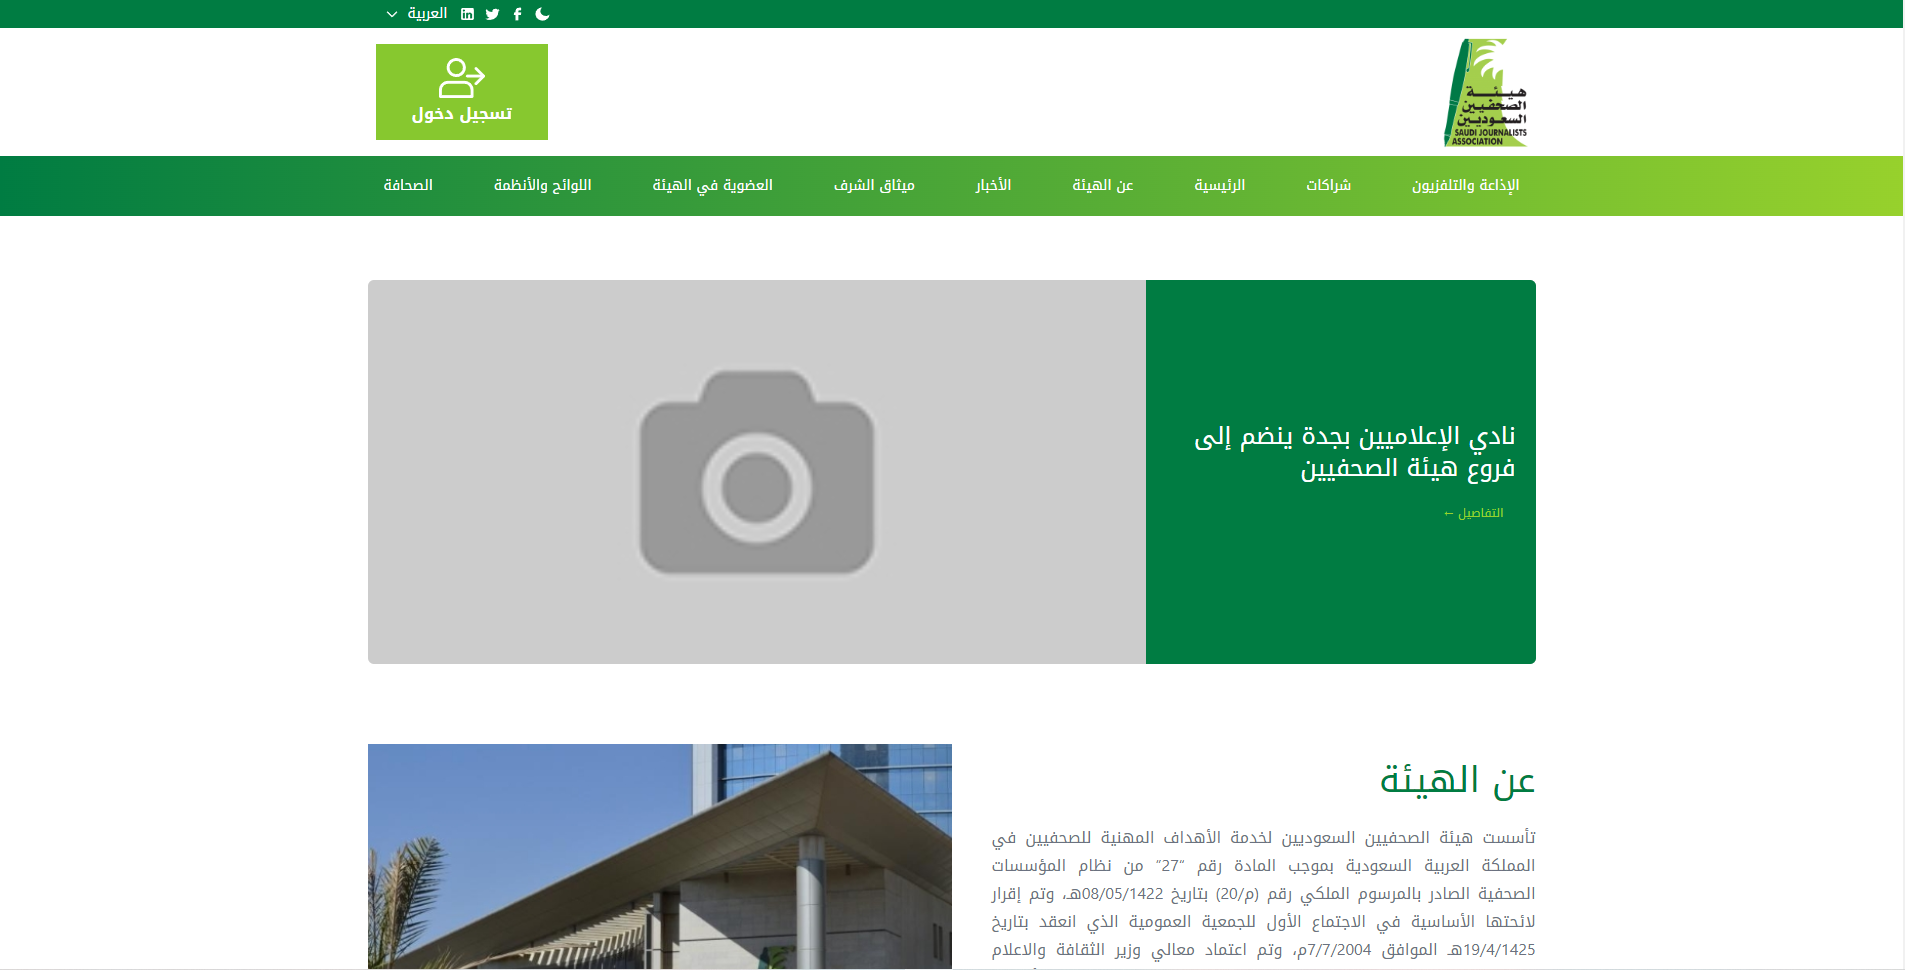 العربية
هيئة
الصحفيين
السعوديين
SAUDI JOURNALISTS
ASSOCIATION
تسجيل دخول
الإذاعة والتلفزيون
شراكات
الرئيسية
عن الهيئة
الأخبار
ميثاق الشرف
العضوية في الهيئة
اللوائح والأنظمة
الصحافة
نادي الإعلاميين بجدة ينضم إلى
فروع هيئة الصحفيين
التفاصيل ←
عن الهيئة
تأسست هيئة الصحفيين السعوديين لخدمة الأهداف المهنية للصحفيين في
المملكة العربية السعودية بموجب المادة رقم “27” من نظام المؤسسات
الصحفية الصادر بالمرسوم الملكي رقم (م/20) بتاريخ 08/05/1422هـ، وتم إقرار
لائحتها الأساسية في الاجتماع الأول للجمعية العمومية الذي انعقد بتاريخ
19/4/1425هـ الموافق 7/7/2004م، وتم اعتماد معالي وزير الثقافة والاعلام